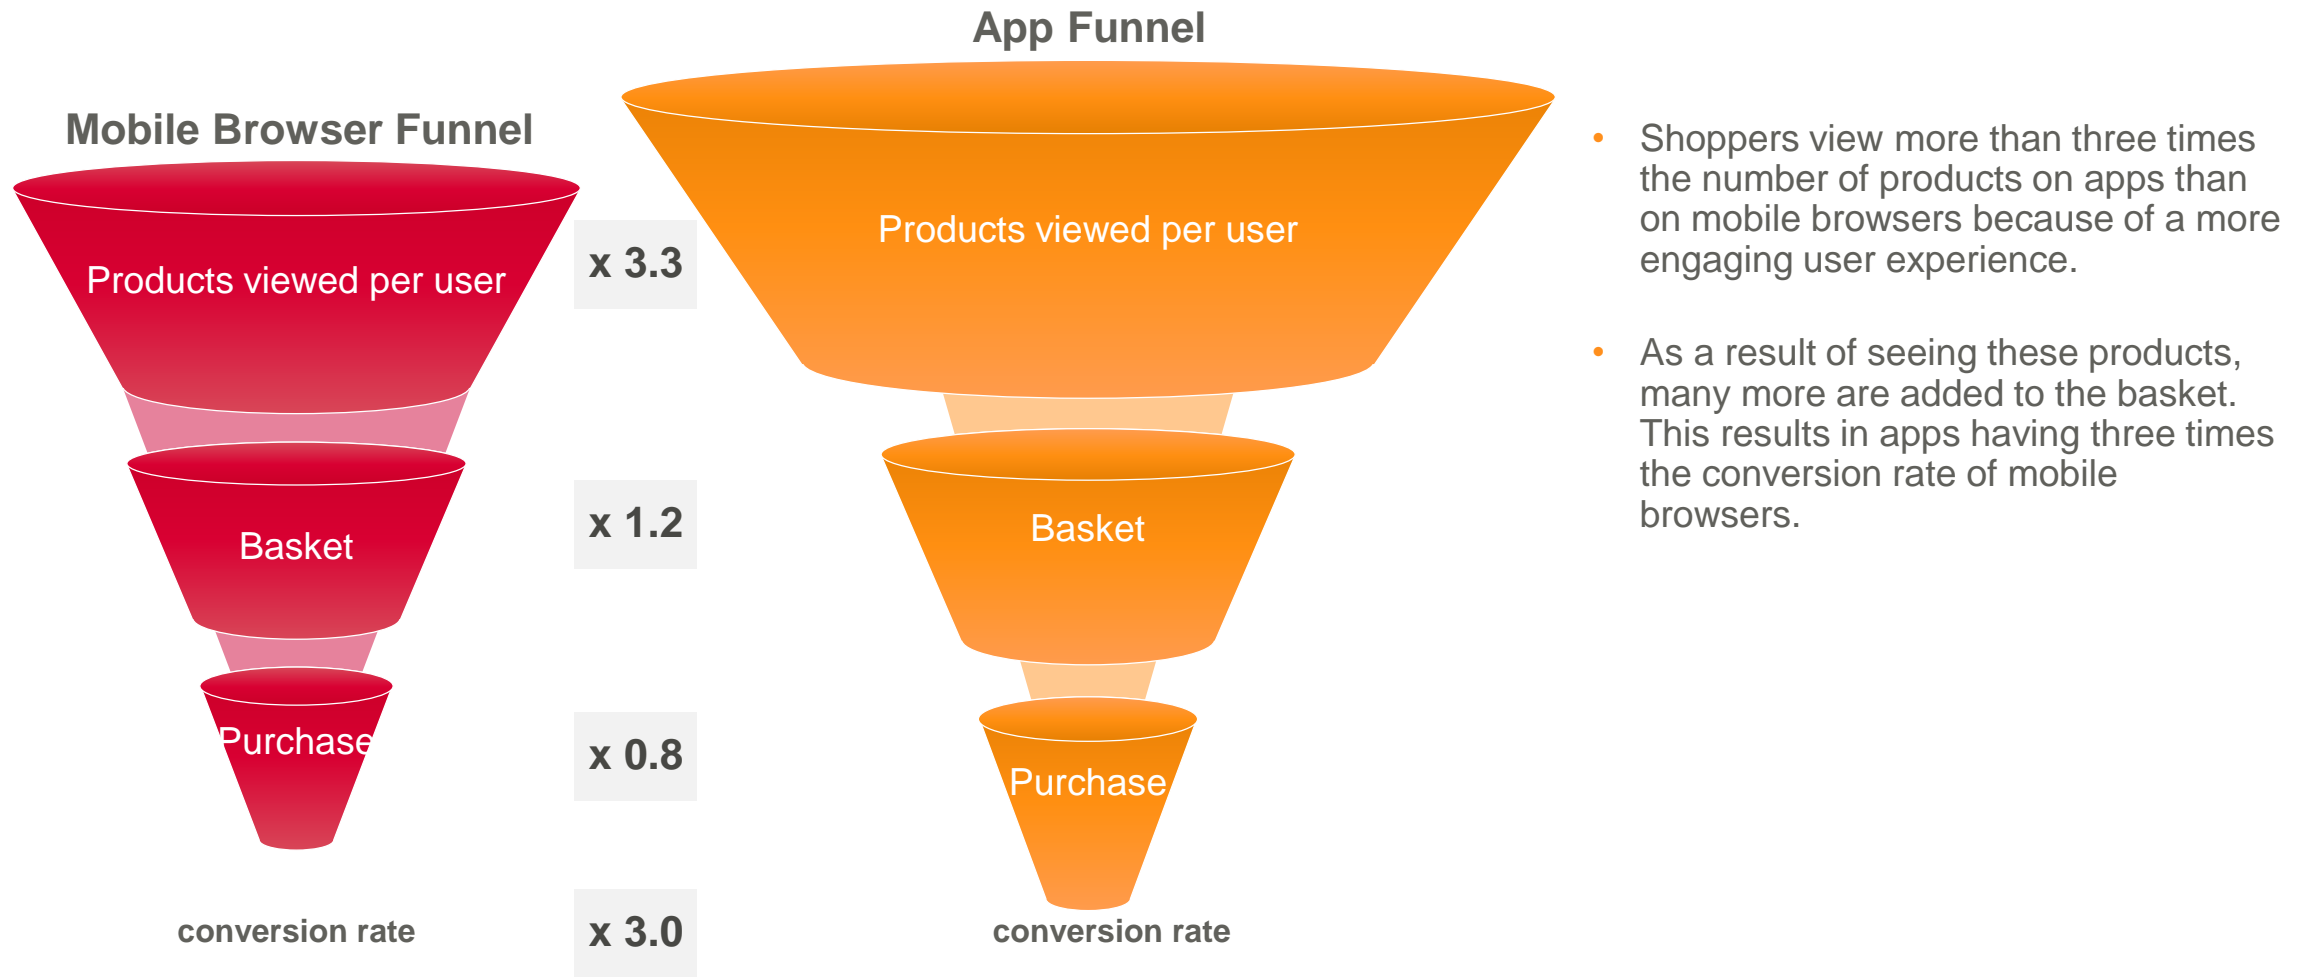 App Funnel
Mobile Browser Funnel
Products viewed per user
Products viewed per user
x 3.3
Basket
Basket
x 1.2
Purchase
Purchase
x 0.8
conversion rate
x 3.0
conversion rate
• Shoppers view more than three times
the number of products on apps than
on mobile browsers because of a more
engaging user experience.
• As a result of seeing these products,
many more are added to the basket.
This results in apps having three times
the conversion rate of mobile
browsers.